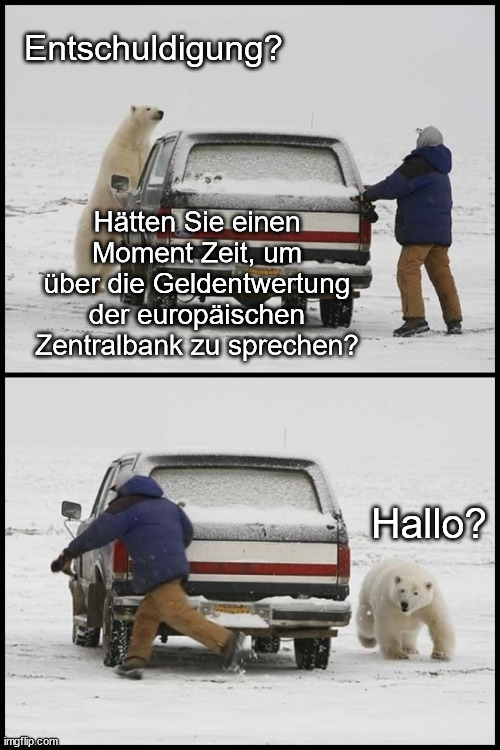 Entschuldigung?
Hätten Sie einen
Moment Zeit, um
über die Geldentwertung
der europäischen
Zentralbank zu sprechen?
Hallo?
imgflip.com